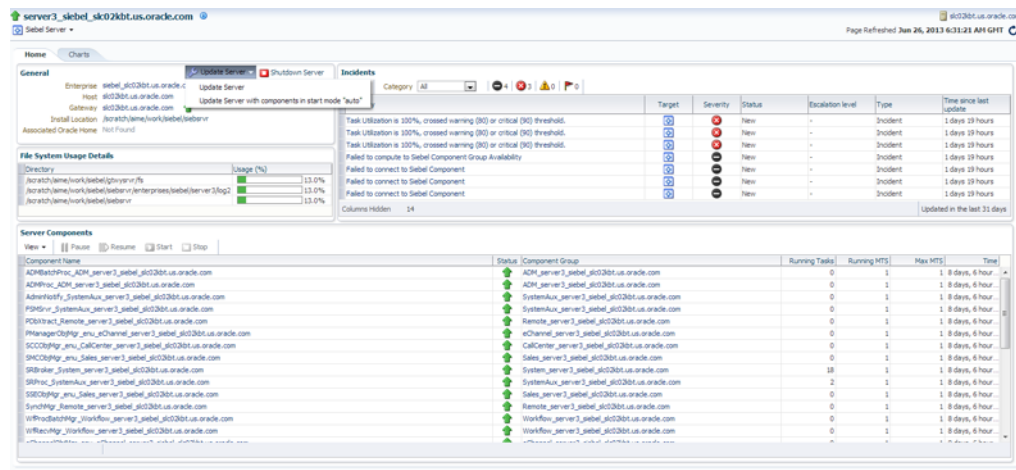 server3_siebel_slc02kbt.us.oracle.com
slc02kbt.us.oracle.co
Siebel Server
Page Refreshed Jun 26, 2013 6:31:21 AM GMT
Home Charts
General
Update Server Shutdown Server
Update Server
Update Server with components in start mode "auto"
Enterprise siebel_slc02kbt.us.oracle.c
Host slc02kbt.us.oracle.com
Gateway slc02kbt.us.oracle.com
Install Location /scratch/aime/work/siebel/siebsrvr
Associated Oracle Home Not Found
Incidents
Category All 4 3 0 0
Target Severity Status Escalation level Type Time since last update
Task Utilization is 100%, crossed warning (80) or critical (90) threshold. New - Incident 1 days 19 hours
Task Utilization is 100%, crossed warning (80) or critical (90) threshold. New - Incident 1 days 19 hours
Task Utilization is 100%, crossed warning (80) or critical (90) threshold. New - Incident 1 days 19 hours
Failed to compute to Siebel Component Group Availability New - Incident 1 days 19 hours
Failed to connect to Siebel Component New - Incident 1 days 19 hours
Failed to connect to Siebel Component New - Incident 1 days 19 hours
Failed to connect to Siebel Component New - Incident 1 days 19 hours
Columns Hidden 14 Updated in the last 31 days
File System Usage Details
Directory Usage (%)
/scratch/aime/work/siebel/gtwysrvr/fs 13.0%
/scratch/aime/work/siebel/siebsrvr/enterprises/siebel/server3/log2 13.0%
/scratch/aime/work/siebel/siebsrvr 13.0%
Server Components
View Pause Resume Start Stop
Component Name Status Component Group Running Tasks Running MTS Max MTS Time
ADMBatchProc_ADM_server3_siebel_slc02kbt.us.oracle.com ADM_server3_siebel_slc02kbt.us.oracle.com 0 1 1 8 days, 6 hour...
ADMProc_ADM_server3_siebel_slc02kbt.us.oracle.com ADM_server3_siebel_slc02kbt.us.oracle.com 0 1 1 8 days, 6 hour...
AdminNotify_SystemAux_server3_siebel_slc02kbt.us.oracle.com SystemAux_server3_siebel_slc02kbt.us.oracle.com 0 1 1 8 days, 6 hour...
FSMSrvr_SystemAux_server3_siebel_slc02kbt.us.oracle.com SystemAux_server3_siebel_slc02kbt.us.oracle.com 0 1 1 8 days, 6 hour...
PDbXtract_Remote_server3_siebel_slc02kbt.us.oracle.com Remote_server3_siebel_slc02kbt.us.oracle.com 0 1 1 8 days, 6 hour...
PManagerObjMgr_enu_eChannel_server3_siebel_slc02kbt.us.oracle.com eChannel_server3_siebel_slc02kbt.us.oracle.com 0 1 1 8 days, 6 hour...
SCCObjMgr_enu_CallCenter_server3_siebel_slc02kbt.us.oracle.com CallCenter_server3_siebel_slc02kbt.us.oracle.com 0 1 1 8 days, 6 hour...
SMCObjMgr_enu_Sales_server3_siebel_slc02kbt.us.oracle.com Sales_server3_siebel_slc02kbt.us.oracle.com 0 1 1 8 days, 6 hour...
SRBroker_System_server3_siebel_slc02kbt.us.oracle.com System_server3_siebel_slc02kbt.us.oracle.com 18 1 1 8 days, 6 hour...
SRProc_SystemAux_server3_siebel_slc02kbt.us.oracle.com SystemAux_server3_siebel_slc02kbt.us.oracle.com 2 1 1 8 days, 6 hour...
SSEObjMgr_enu_Sales_server3_siebel_slc02kbt.us.oracle.com Sales_server3_siebel_slc02kbt.us.oracle.com 0 1 1 8 days, 6 hour...
SynchMgr_Remote_server3_siebel_slc02kbt.us.oracle.com Remote_server3_siebel_slc02kbt.us.oracle.com 0 1 1 8 days, 6 hour...
WfProcBatchMgr_Workflow_server3_siebel_slc02kbt.us.oracle.com Workflow_server3_siebel_slc02kbt.us.oracle.com 0 1 1 8 days, 6 hour...
WfRecvMgr_Workflow_server3_siebel_slc02kbt.us.oracle.com Workflow_server3_siebel_slc02kbt.us.oracle.com 0 1 1 8 days, 6 hour...